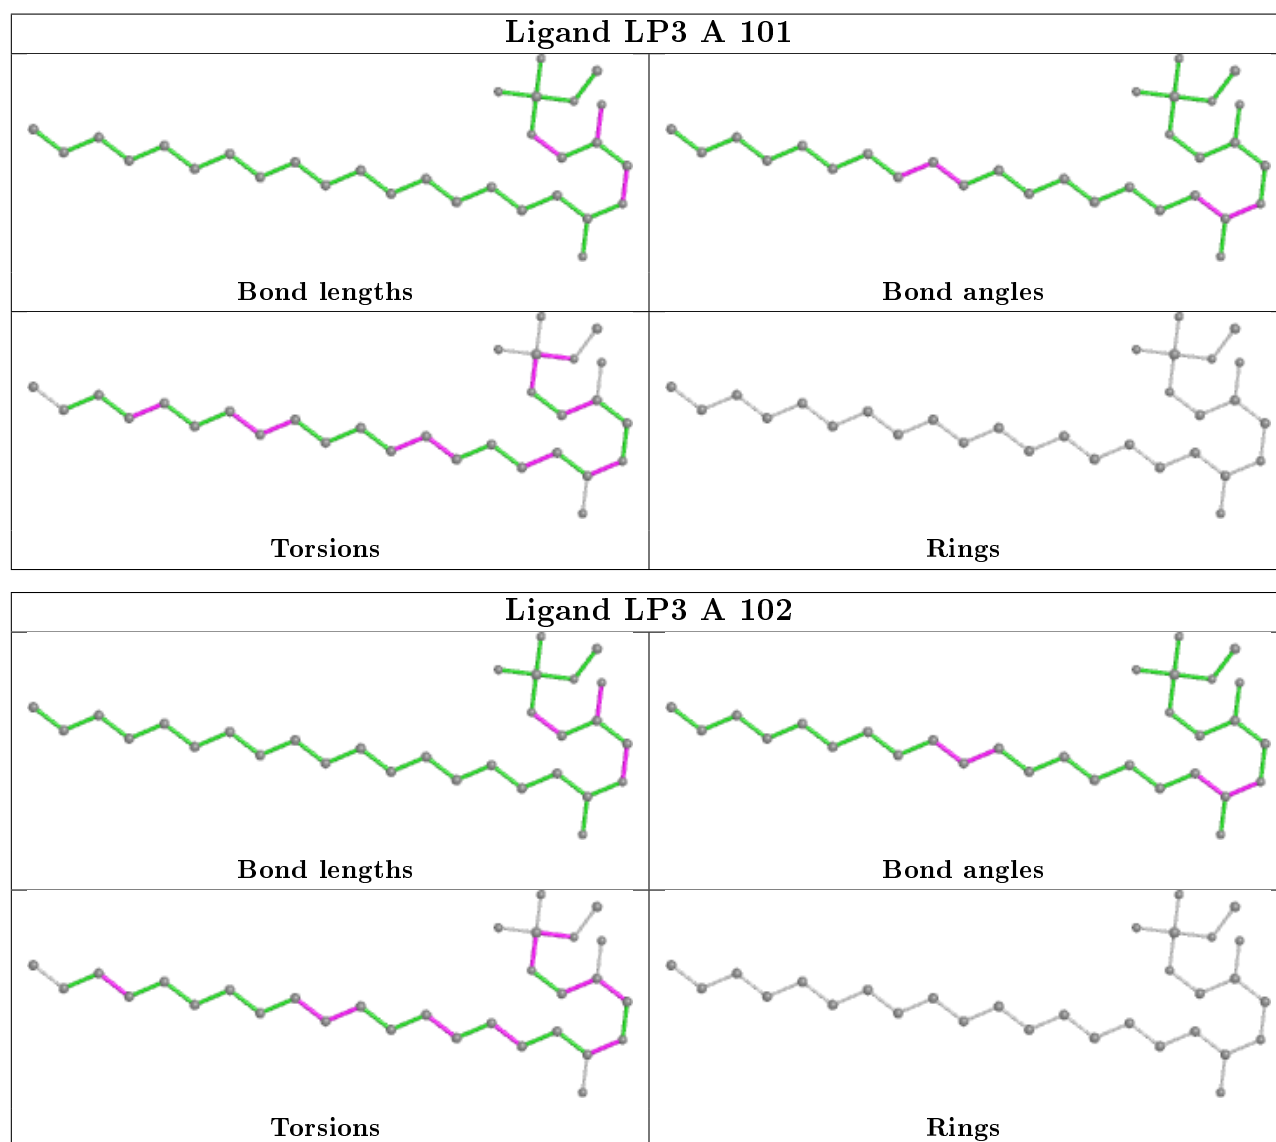 Ligand LP3 A 101
Bond lengths
Bond angles
Torsions
Rings
Ligand LP3 A 102
Bond lengths
Bond angles
Torsions
Rings